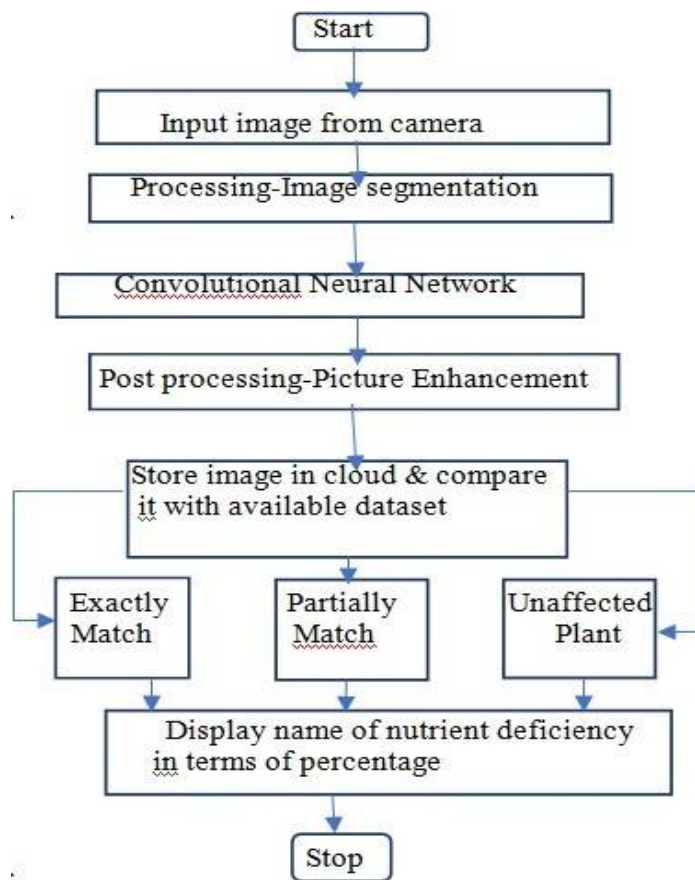 Start
Input image from camera
Processing-Image segmentation
Convolutional Neural Network
Post processing-Picture Enhancement
Store image in cloud & compare
it with available dataset
Exactly
Match
Partially
Match
Unaffected
Plant
Display name of nutrient deficiency
in terms of percentage
Stop